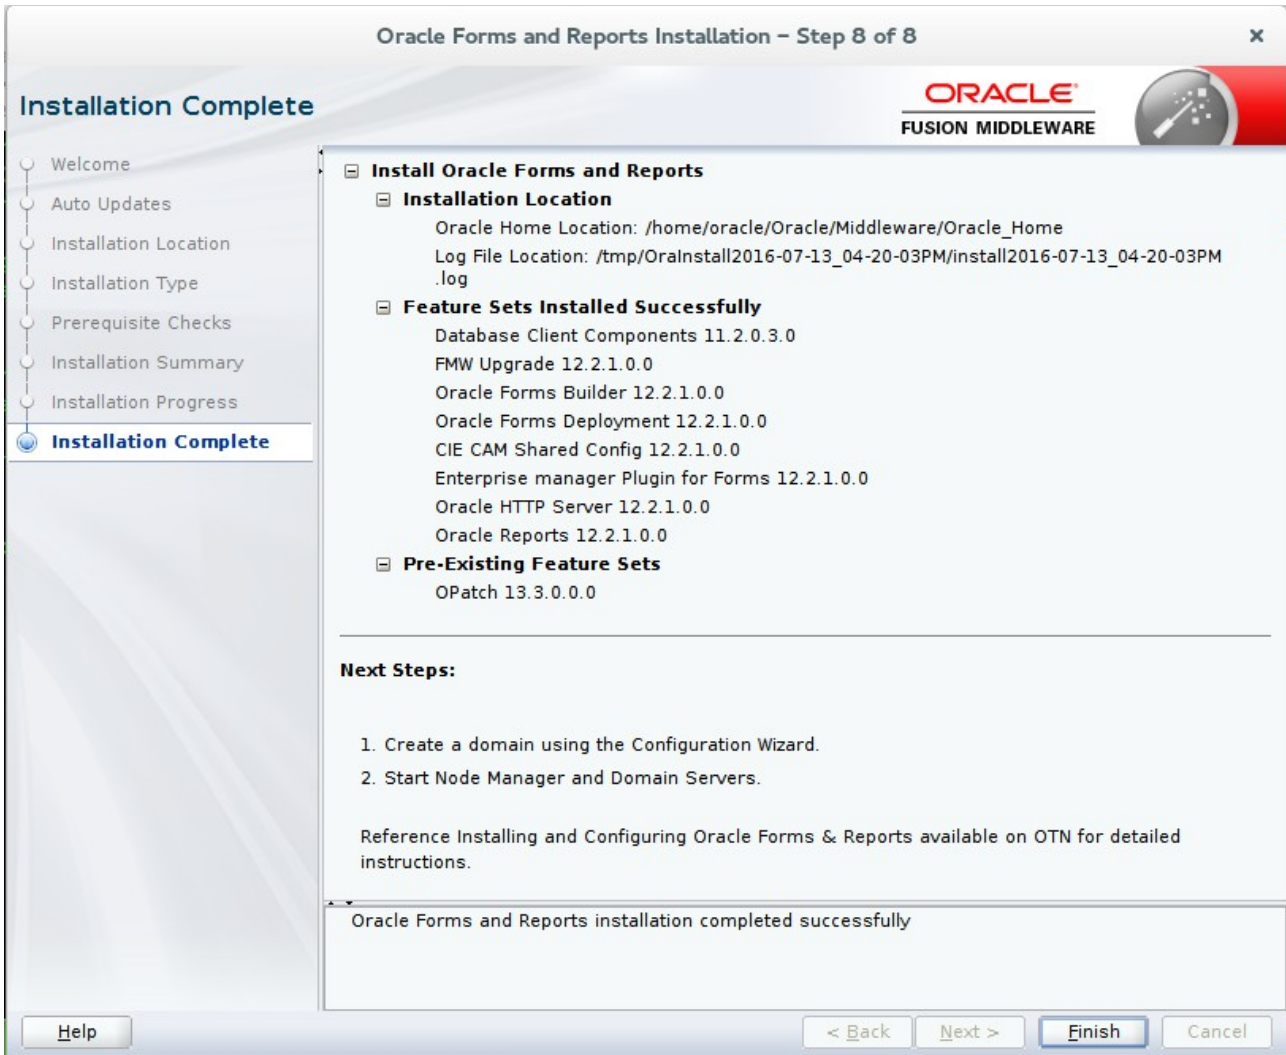 Oracle Forms and Reports Installation – Step 8 of 8
Installation Complete
ORACLE
FUSION MIDDLEWARE
Welcome
Auto Updates
Installation Location
Installation Type
Prerequisite Checks
Installation Summary
Installation Progress
Installation Complete
Install Oracle Forms and Reports
Installation Location
Oracle Home Location: /home/oracle/Oracle/Middleware/Oracle_Home
Log File Location: /tmp/OraInstall2016-07-13_04-20-03PM/install2016-07-13_04-20-03PM
.log
Feature Sets Installed Successfully
Database Client Components 11.2.0.3.0
FMW Upgrade 12.2.1.0.0
Oracle Forms Builder 12.2.1.0.0
Oracle Forms Deployment 12.2.1.0.0
CIE CAM Shared Config 12.2.1.0.0
Enterprise manager Plugin for Forms 12.2.1.0.0
Oracle HTTP Server 12.2.1.0.0
Oracle Reports 12.2.1.0.0
Pre-Existing Feature Sets
OPatch 13.3.0.0.0
Next Steps:
1. Create a domain using the Configuration Wizard.
2. Start Node Manager and Domain Servers.
Reference Installing and Configuring Oracle Forms & Reports available on OTN for detailed
instructions.
Oracle Forms and Reports installation completed successfully
Help
< Back
Next >
Finish
Cancel